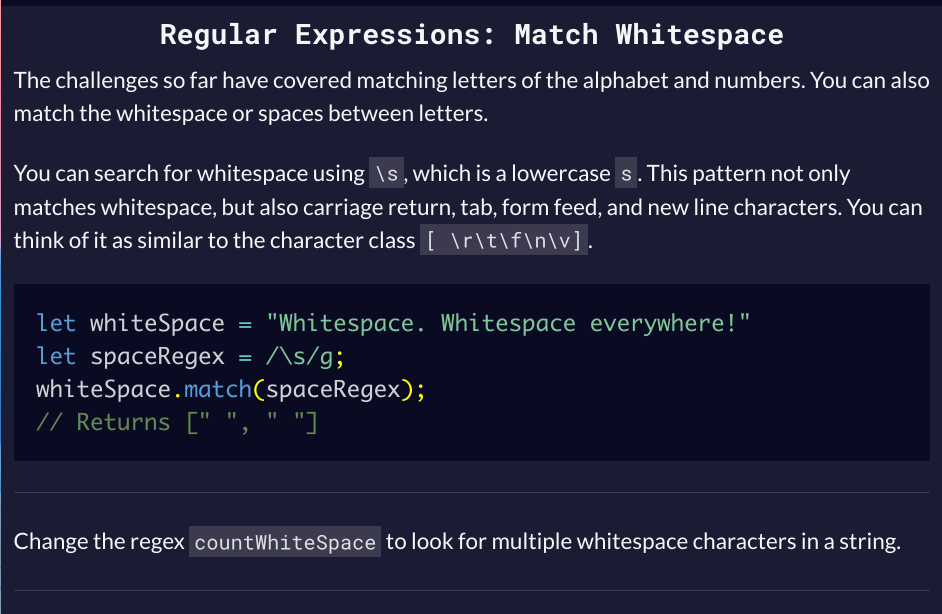 Regular Expressions: Match Whitespace
The challenges so far have covered matching letters of the alphabet and numbers. You can also
match the whitespace or spaces between letters.
You can search for whitespace using \s, which is a lowercase s. This pattern not only
matches whitespace, but also carriage return, tab, form feed, and new line characters. You can
think of it as similar to the character class [ \r\t\f\n\v].
let whiteSpace = "Whitespace. Whitespace everywhere!"
let spaceRegex = /\s/g;
whiteSpace.match(spaceRegex);
// Returns [" ", " "]
Change the regex countWhiteSpace to look for multiple whitespace characters in a string.